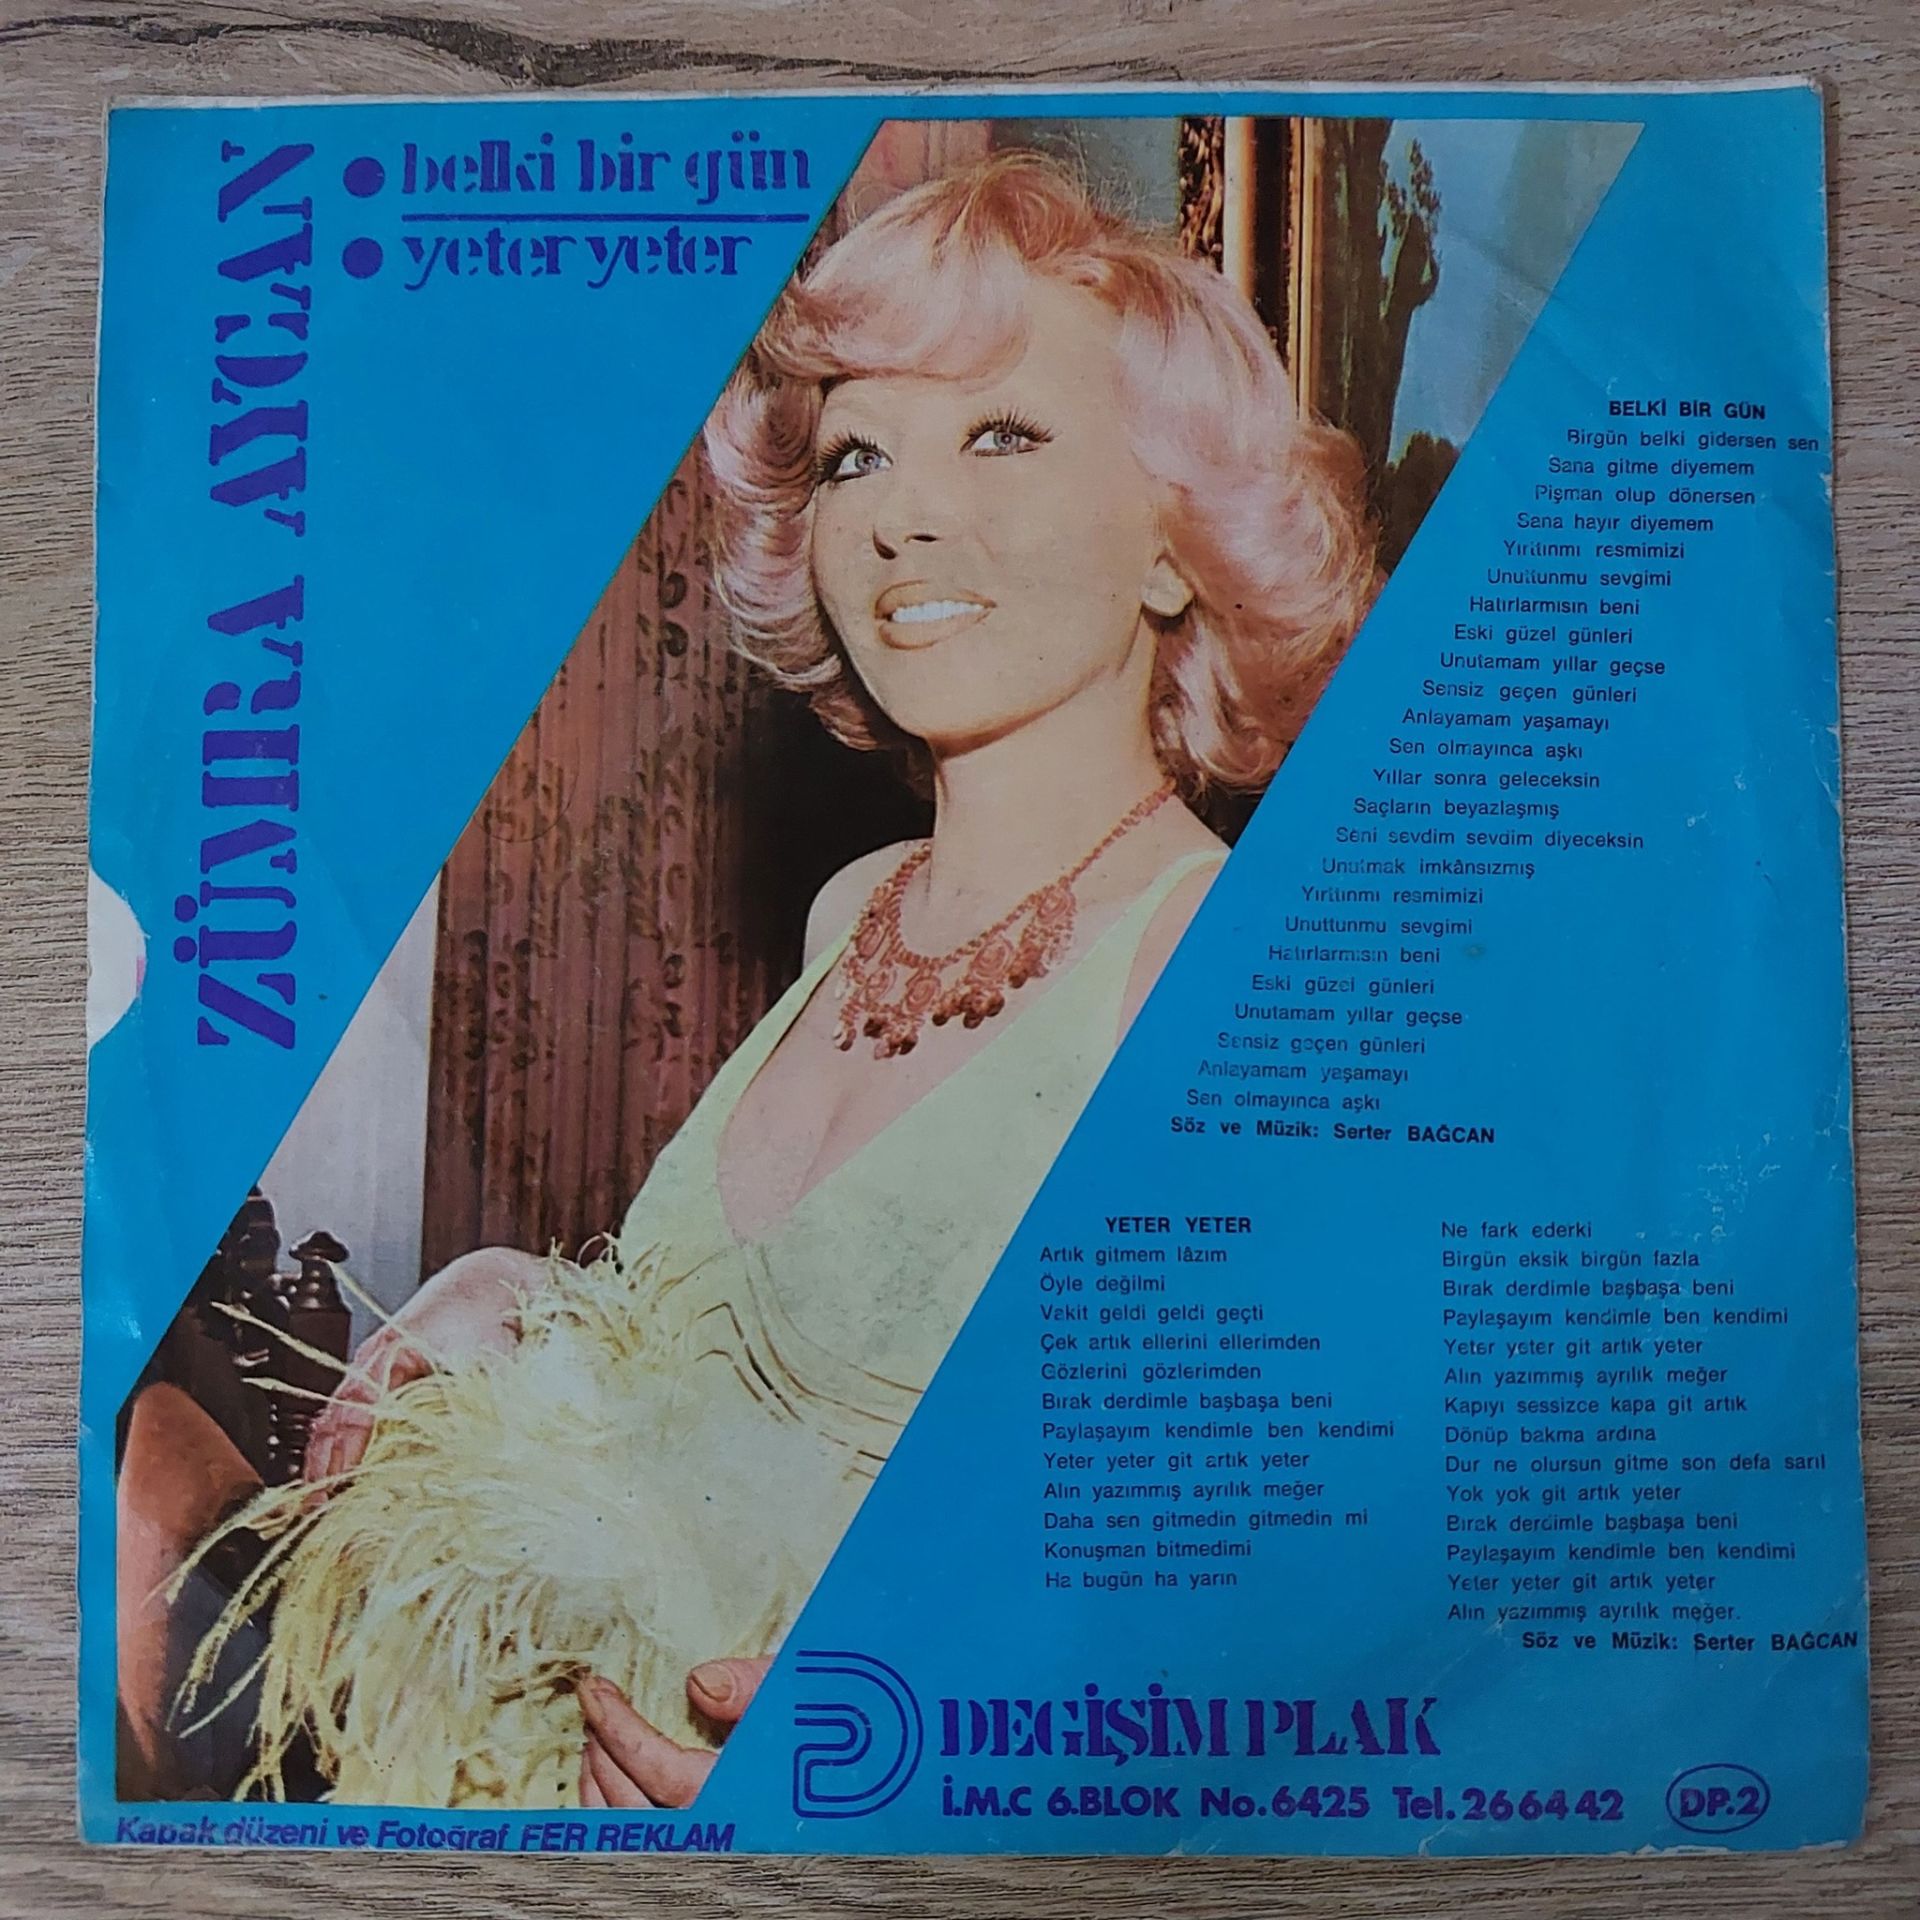 ZÜMRA AYCAN
belki bir gün
yeter yeter
BELKİ BİR GÜN
Birgün belki gidersen sen
Sana gitme diyemem
Pişman olup dönersen
Sana hayır diyemem
Yırttınmı resmimizi
Unuttunmu sevgimi
Hatırlarmısın beni
Eski güzel günleri
Unutamam yıllar geçse
Sensiz geçen günleri
Anlayamam yaşamayı
Sen olmayınca aşkı
Yıllar sonra geleceksin
Saçların beyazlaşmış
Seni sevdim sevdim diyeceksin
Unutmak imkânsızmış
Yırttınmı resmimizi
Unuttunmu sevgimi
Hatırlarmısın beni
Eski güzel günleri
Unutamam yıllar geçse
Sensiz geçen günleri
Anlayamam yaşamayı
Sen olmayınca aşkı
Söz ve Müzik: Serter BAĞCAN
YETER YETER
Artık gitmem lâzım
Öyle değilmi
Vakit geldi geldi geçti
Çek artık ellerini ellerimden
Gözlerini gözlerimden
Bırak derdimle başbaşa beni
Paylaşayım kendimle ben kendimi
Yeter yeter git artık yeter
Alın yazımmış ayrılık meğer
Daha sen gitmedin gitmedin mi
Konuşman bitmedimi
Ha bugün ha yarın
Ne fark ederki
Birgün eksik birgün fazla
Bırak derdimle başbaşa beni
Paylaşayım kendimle ben kendimi
Yeter yeter git artık yeter
Alın yazımmış ayrılık meğer
Kapıyı sessizce kapa git artık
Dönüp bakma ardına
Dur ne olursun gitme son defa sarıl
Yok yok git artık yeter
Bırak derdimle başbaşa beni
Paylaşayım kendimle ben kendimi
Yeter yeter git artık yeter
Alın yazımmış ayrılık meğer.
Söz ve Müzik: Serter BAĞCAN
DEGİŞİM PLAK
İ.M.C 6.BLOK No.6425 Tel.266442
DP.2
Kapak düzeni ve Fotoğraf FER REKLAM